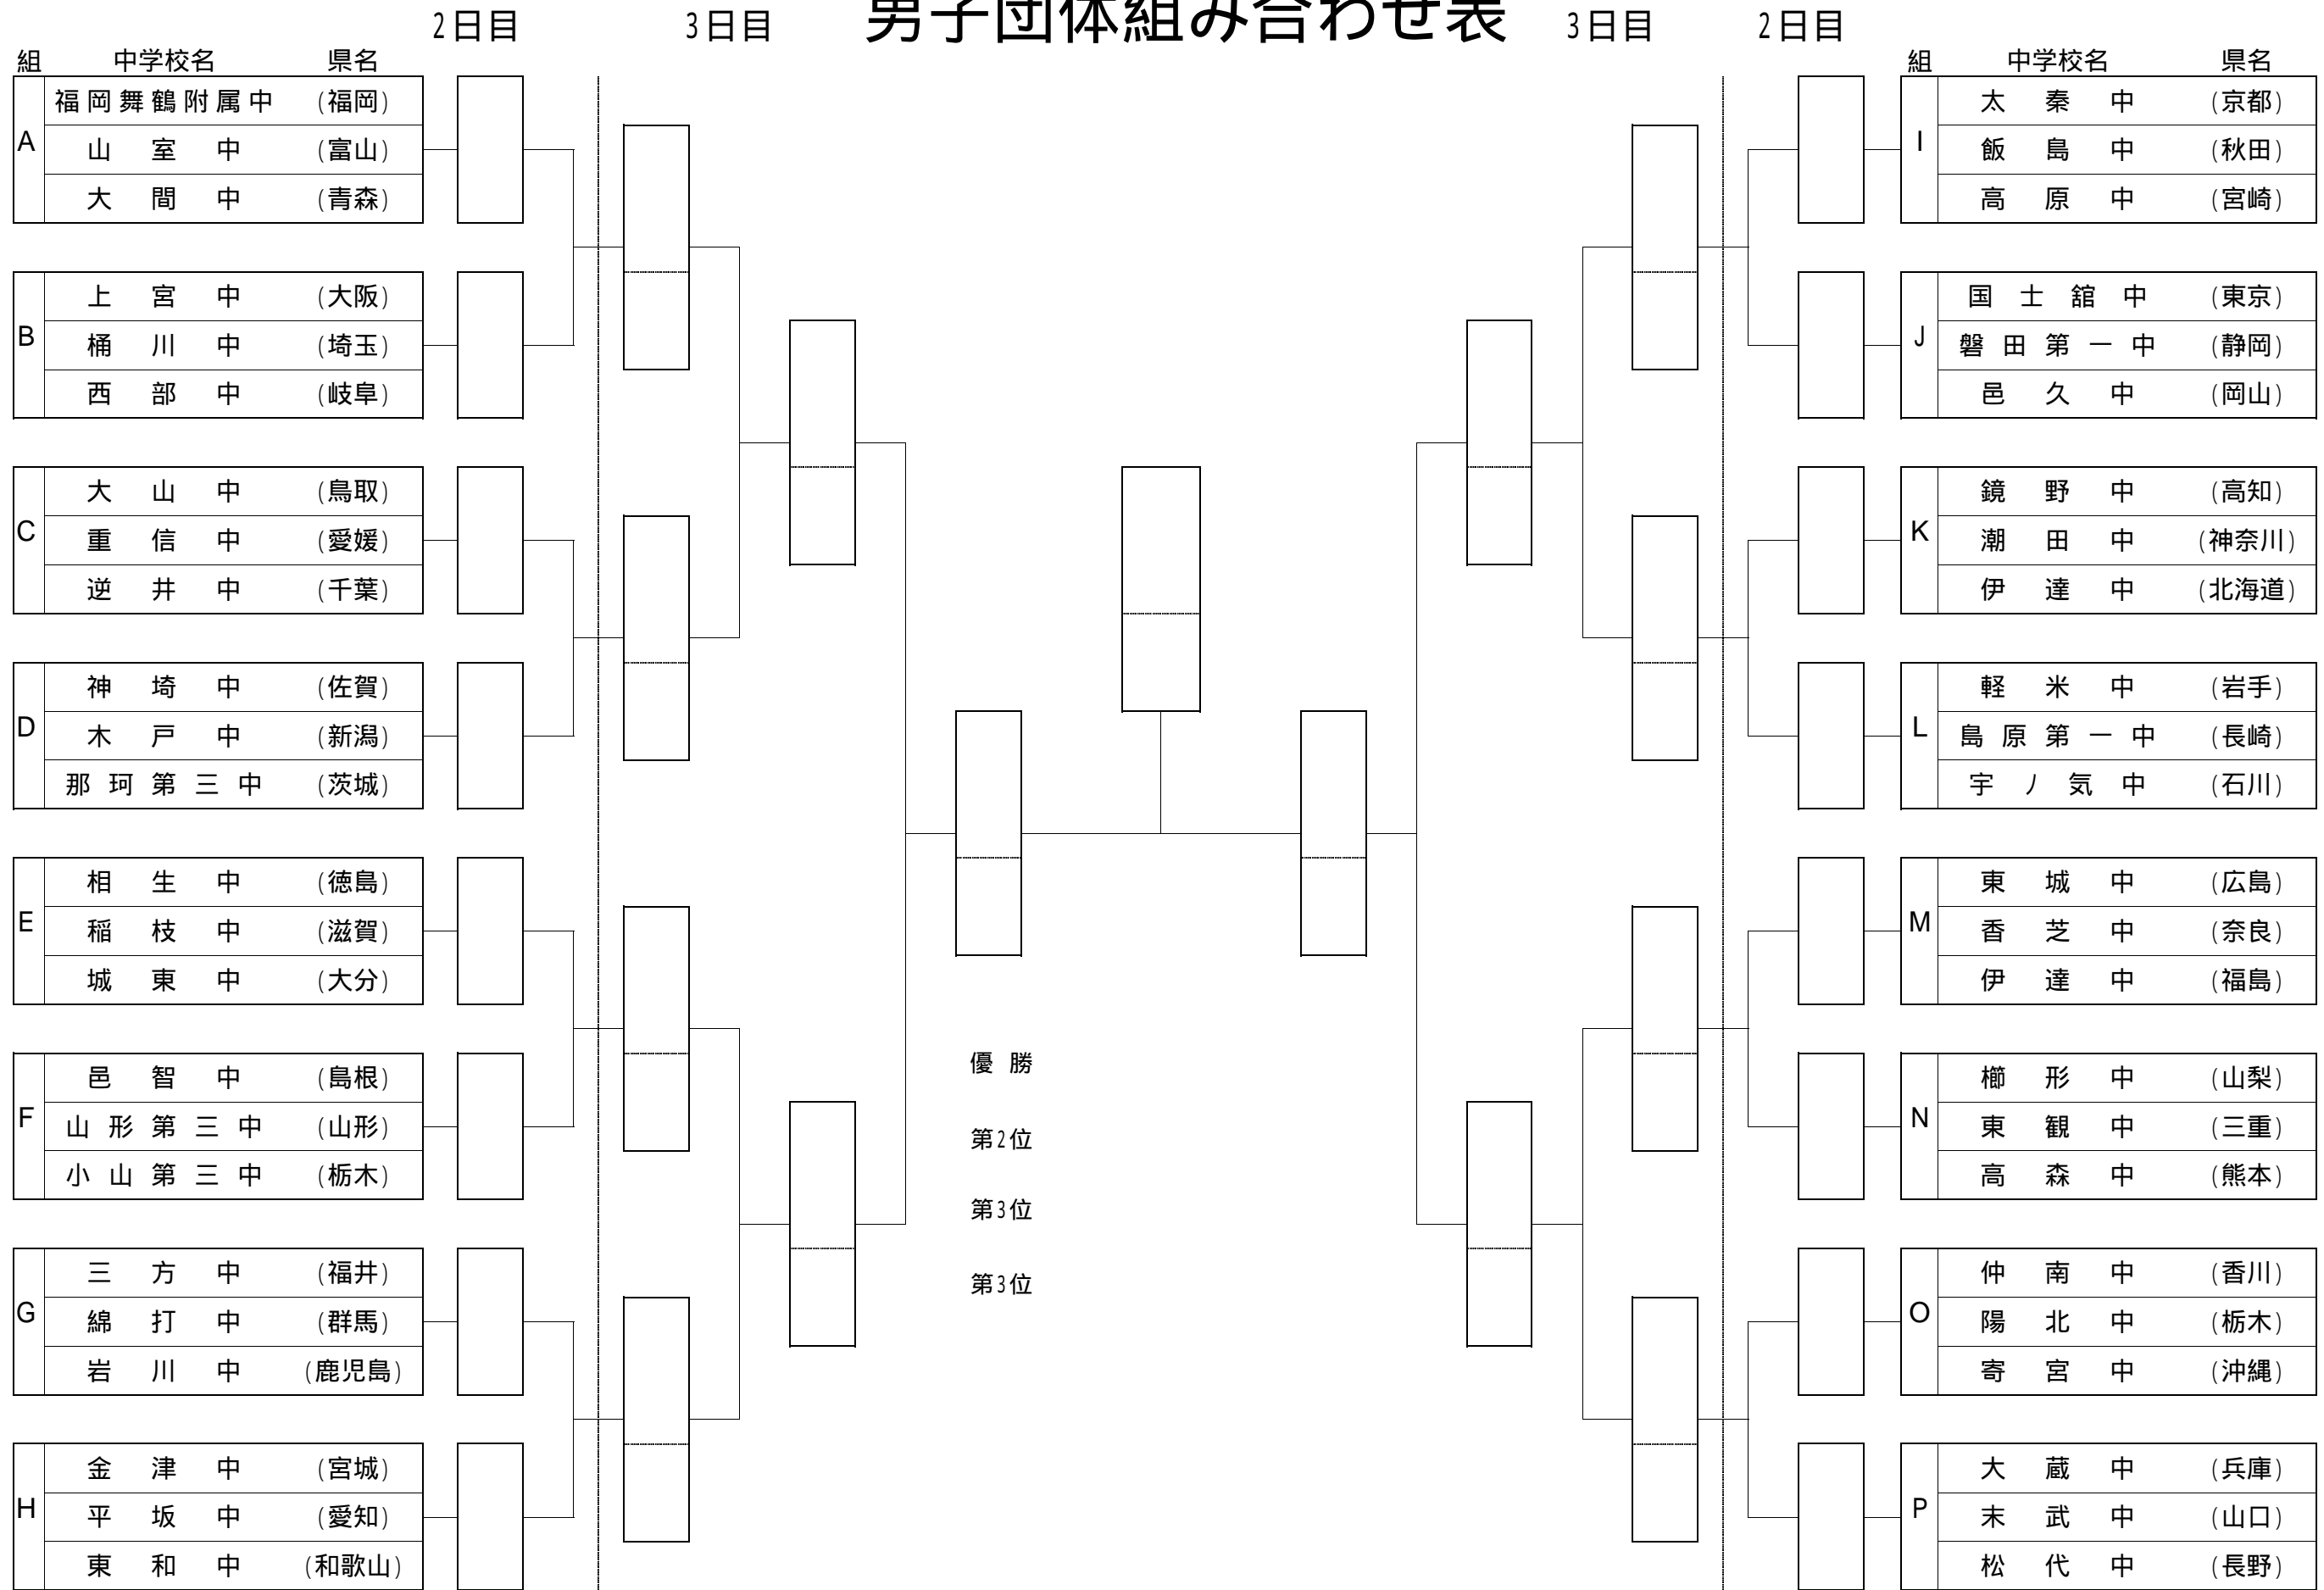 男子団体組み合わせ表
2日目 3日目 3日目 2日目
組 中学校名 県名
A
福岡舞鶴附属中 (福岡)
山室中 (富山)
大間中 (青森)
B
上宮中 (大阪)
桶川中 (埼玉)
西部中 (岐阜)
C
大山中 (鳥取)
重信中 (愛媛)
逆井中 (千葉)
D
神埼中 (佐賀)
木戸中 (新潟)
那珂第三中 (茨城)
E
相生中 (徳島)
稲枝中 (滋賀)
城東中 (大分)
F
邑智中 (島根)
山形第三中 (山形)
小山第三中 (栃木)
G
三方中 (福井)
綿打中 (群馬)
岩川中 (鹿児島)
H
金津中 (宮城)
平坂中 (愛知)
東和中 (和歌山)
優勝
第2位
第3位
第3位
組 中学校名 県名
I
太秦中 (京都)
飯島中 (秋田)
高原中 (宮崎)
J
国士舘中 (東京)
磐田第一中 (静岡)
邑久中 (岡山)
K
鏡野中 (高知)
潮田中 (神奈川)
伊達中 (北海道)
L
軽米中 (岩手)
島原第一中 (長崎)
宇ノ気中 (石川)
M
東城中 (広島)
香芝中 (奈良)
伊達中 (福島)
N
櫛形中 (山梨)
東観中 (三重)
高森中 (熊本)
O
仲南中 (香川)
陽北中 (栃木)
寄宮中 (沖縄)
P
大蔵中 (兵庫)
末武中 (山口)
松代中 (長野)